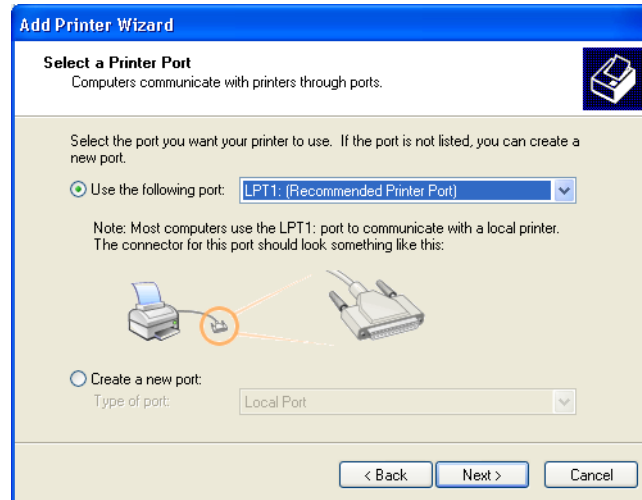 Add Printer Wizard
Select a Printer Port
Computers communicate with printers through ports.
Select the port you want your printer to use. If the port is not listed, you can create a
new port.
Use the following port: LPT1: (Recommended Printer Port)
Note: Most computers use the LPT1: port to communicate with a local printer.
The connector for this port should look something like this:
Create a new port:
Type of port: Local Port
< Back Next > Cancel